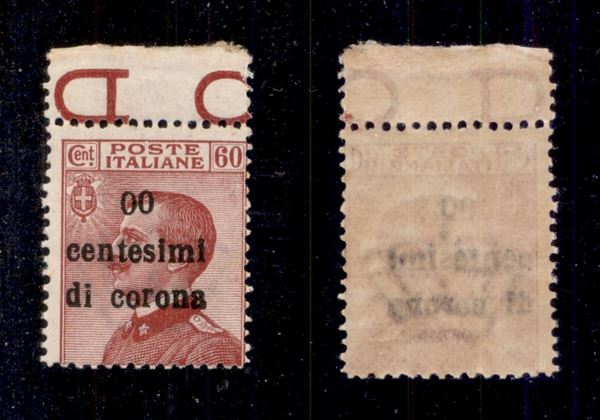 Cent POSTE ITALIANE 60
00
centesimi
di corona